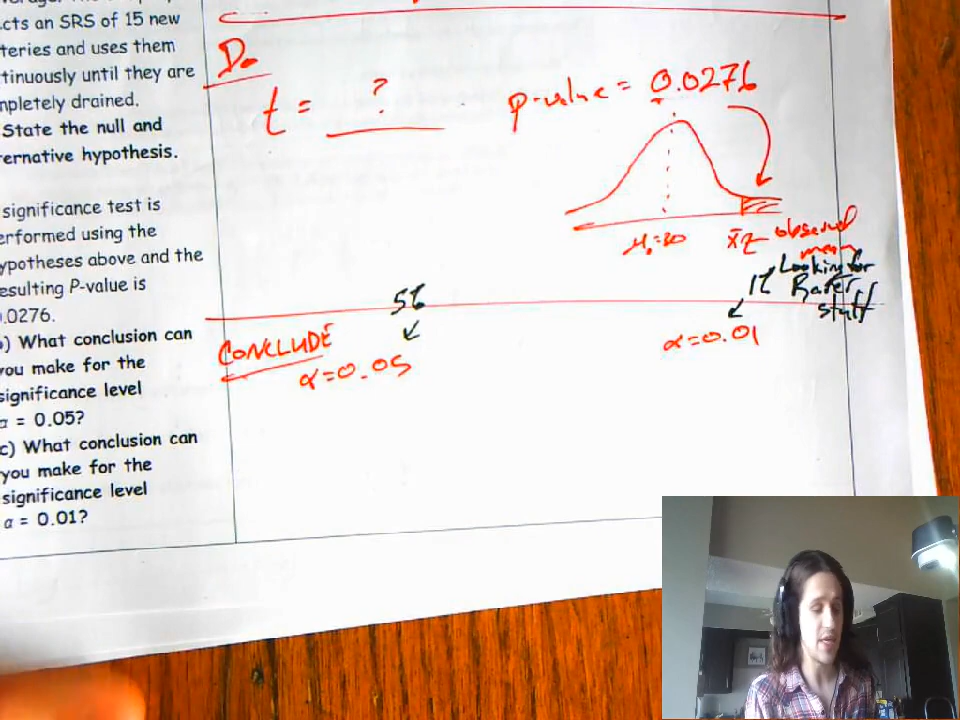 cts an SRS of 15 new
teries and uses them
tinuously until they are
mpletely drained.
State the null and
ternative hypothesis.
significance test is
erformed using the
ypotheses above and the
esulting P-value is
.0276.
) What conclusion can
you make for the
significance level
α = 0.05?
c) What conclusion can
you make for the
significance level
α = 0.01?
Do
t = ?
p-value = 0.0276
μ₀=30
x̄
observed
mean
5%
1%
Looking for
Rarer
stuff
CONCLUDE
α=0.05
α=0.01